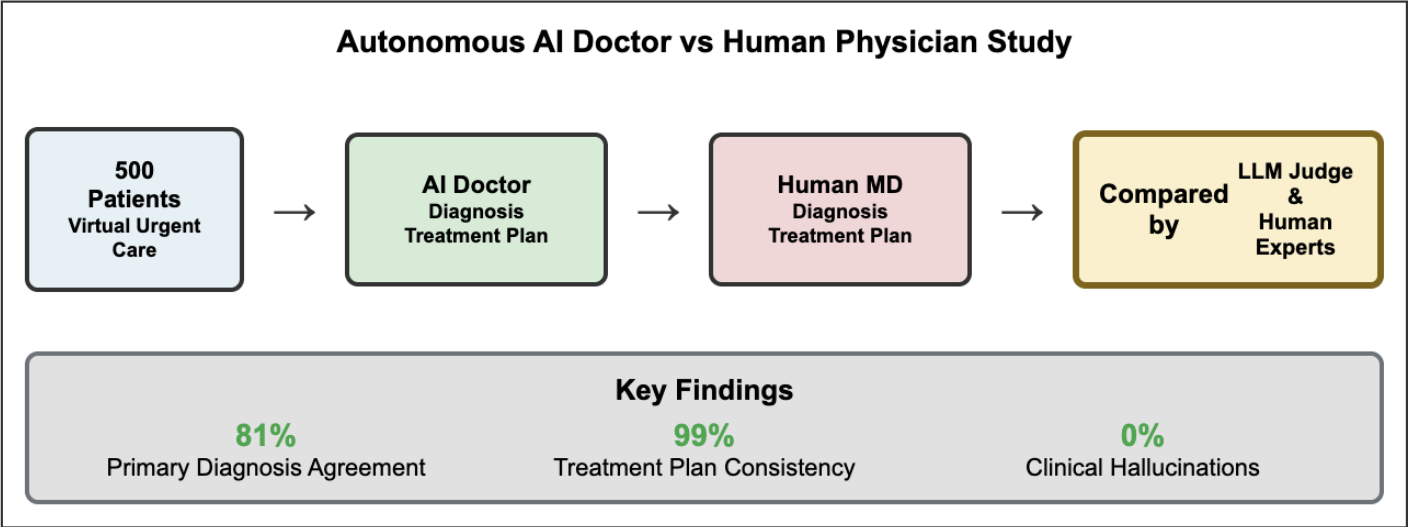 Autonomous AI Doctor vs Human Physician Study
500
Patients
Virtual Urgent
Care
→
AI Doctor
Diagnosis
Treatment Plan
→
Human MD
Diagnosis
Treatment Plan
→
Compared
by
LLM Judge
&
Human
Experts
Key Findings
81%
Primary Diagnosis Agreement
99%
Treatment Plan Consistency
0%
Clinical Hallucinations